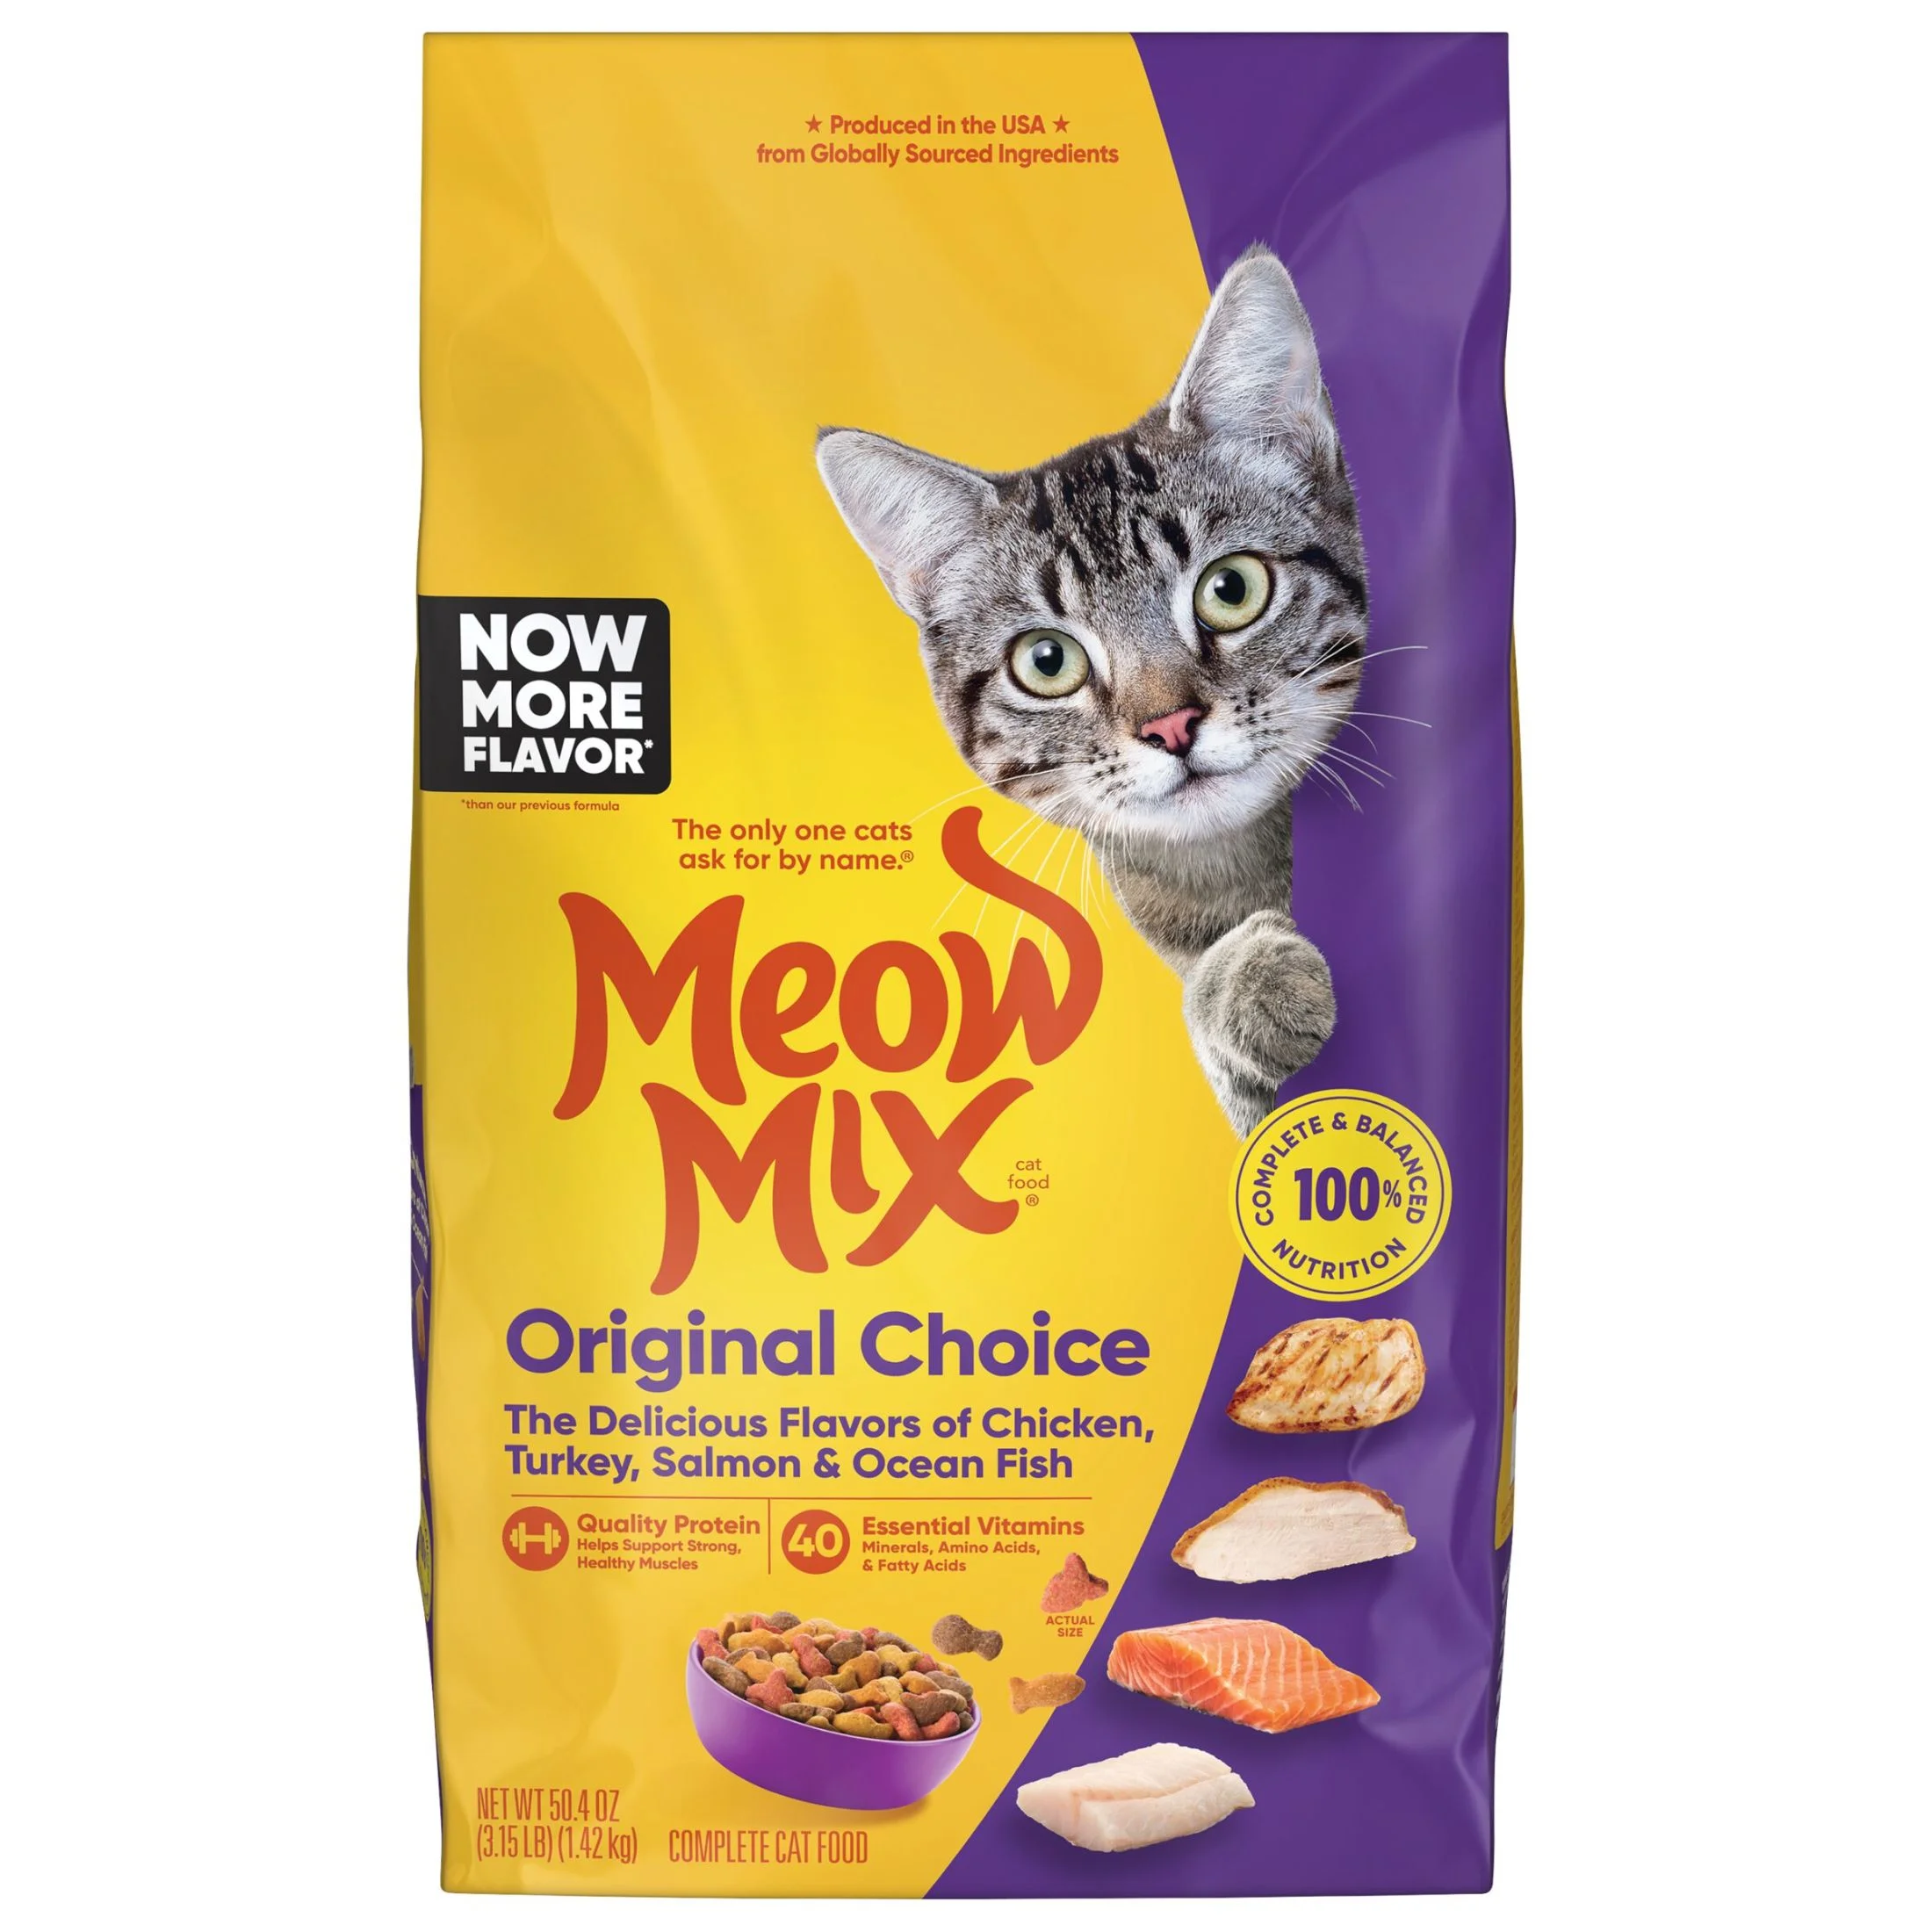 ★ Produced in the USA ★
from Globally Sourced Ingredients
NOW
MORE
FLAVOR*
*than our previous formula
The only one cats
ask for by name.®
Meow
Mix
cat
food
®
COMPLETE & BALANCED
100%
NUTRITION
Original Choice
The Delicious Flavors of Chicken,
Turkey, Salmon & Ocean Fish
Quality Protein
Helps Support Strong,
Healthy Muscles
40
Essential Vitamins
Minerals, Amino Acids,
& Fatty Acids
ACTUAL
SIZE
NET WT 50.4 OZ
(3.15 LB) (1.42 kg)
COMPLETE CAT FOOD